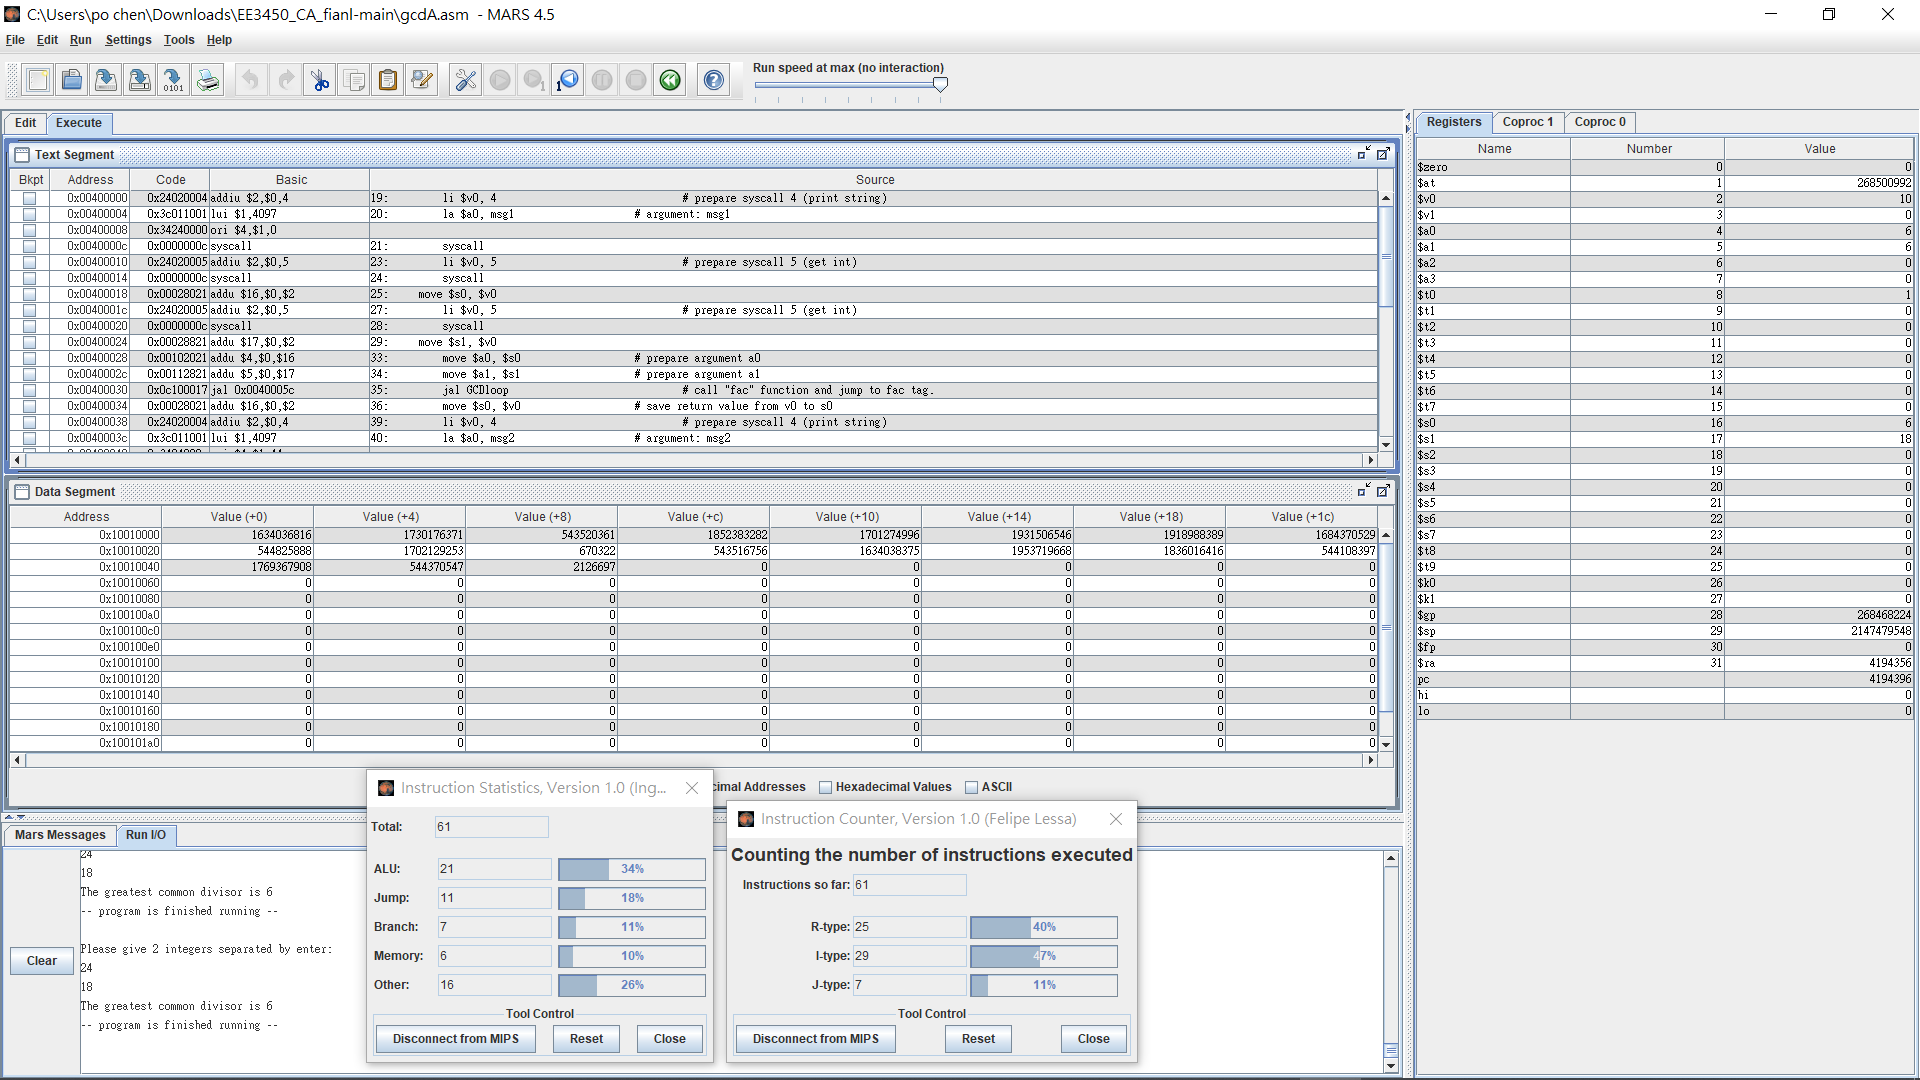 C:\Users\po chen\Downloads\EE3450_CA_fianl-main\gcdA.asm - MARS 4.5
File Edit Run Settings Tools Help
Run speed at max (no interaction)
Edit Execute
Text Segment
Bkpt Address Code Basic Source
0x00400000 0x24020004 addiu $2,$0,4 19: li $v0, 4 # prepare syscall 4 (print string)
0x00400004 0x3c011001 lui $1,4097 20: la $a0, msg1 # argument: msg1
0x00400008 0x34240000 ori $4,$1,0
0x0040000c 0x0000000c syscall 21: syscall
0x00400010 0x24020005 addiu $2,$0,5 23: li $v0, 5 # prepare syscall 5 (get int)
0x00400014 0x0000000c syscall 24: syscall
0x00400018 0x00028021 addu $16,$0,$2 25: move $s0, $v0
0x0040001c 0x24020005 addiu $2,$0,5 27: li $v0, 5 # prepare syscall 5 (get int)
0x00400020 0x0000000c syscall 28: syscall
0x00400024 0x00028821 addu $17,$0,$2 29: move $s1, $v0
0x00400028 0x00102021 addu $4,$0,$16 33: move $a0, $s0 # prepare argument a0
0x0040002c 0x00112821 addu $5,$0,$17 34: move $a1, $s1 # prepare argument a1
0x00400030 0x0c100017 jal 0x0040005c 35: jal GCDloop # call "fac" function and jump to fac tag.
0x00400034 0x00028021 addu $16,$0,$2 36: move $s0, $v0 # save return value from v0 to s0
0x00400038 0x24020004 addiu $2,$0,4 39: li $v0, 4 # prepare syscall 4 (print string)
0x0040003c 0x3c011001 lui $1,4097 40: la $a0, msg2 # argument: msg2
Data Segment
Address Value (+0) Value (+4) Value (+8) Value (+c) Value (+10) Value (+14) Value (+18) Value (+1c)
0x10010000 1634036816 1730176371 543520361 1852383282 1701274996 1931506546 1918988389 1684370529
0x10010020 544825888 1702129253 670322 543516756 1634038375 1953719668 1836016416 544108397
0x10010040 1769367908 544370547 2126697 0 0 0 0 0
0x10010060 0 0 0 0 0 0 0 0
0x10010080 0 0 0 0 0 0 0 0
0x100100a0 0 0 0 0 0 0 0 0
0x100100c0 0 0 0 0 0 0 0 0
0x100100e0 0 0 0 0 0 0 0 0
0x10010100 0 0 0 0 0 0 0 0
0x10010120 0 0 0 0 0 0 0 0
0x10010140 0 0 0 0 0 0 0 0
0x10010160 0 0 0 0 0 0 0 0
0x10010180 0 0 0 0 0 0 0 0
0x100101a0 0 0 0 0 0 0 0 0
cimal Addresses Hexadecimal Values ASCII
Mars Messages Run I/O
Clear
24
18
The greatest common divisor is 6
-- program is finished running --
Please give 2 integers separated by enter:
24
18
The greatest common divisor is 6
-- program is finished running --
Instruction Statistics, Version 1.0 (Ing...
Total: 61
ALU: 21 34%
Jump: 11 18%
Branch: 7 11%
Memory: 6 10%
Other: 16 26%
Tool Control
Disconnect from MIPS Reset Close
Instruction Counter, Version 1.0 (Felipe Lessa)
Counting the number of instructions executed
Instructions so far: 61
R-type: 25 40%
I-type: 29 47%
J-type: 7 11%
Tool Control
Disconnect from MIPS Reset Close
Registers Coproc 1 Coproc 0
Name Number Value
$zero 0 0
$at 1 268500992
$v0 2 10
$v1 3 0
$a0 4 6
$a1 5 6
$a2 6 0
$a3 7 0
$t0 8 1
$t1 9 0
$t2 10 0
$t3 11 0
$t4 12 0
$t5 13 0
$t6 14 0
$t7 15 0
$s0 16 6
$s1 17 18
$s2 18 0
$s3 19 0
$s4 20 0
$s5 21 0
$s6 22 0
$s7 23 0
$t8 24 0
$t9 25 0
$k0 26 0
$k1 27 0
$gp 28 268468224
$sp 29 2147479548
$fp 30 0
$ra 31 4194356
pc 4194396
hi 0
lo 0